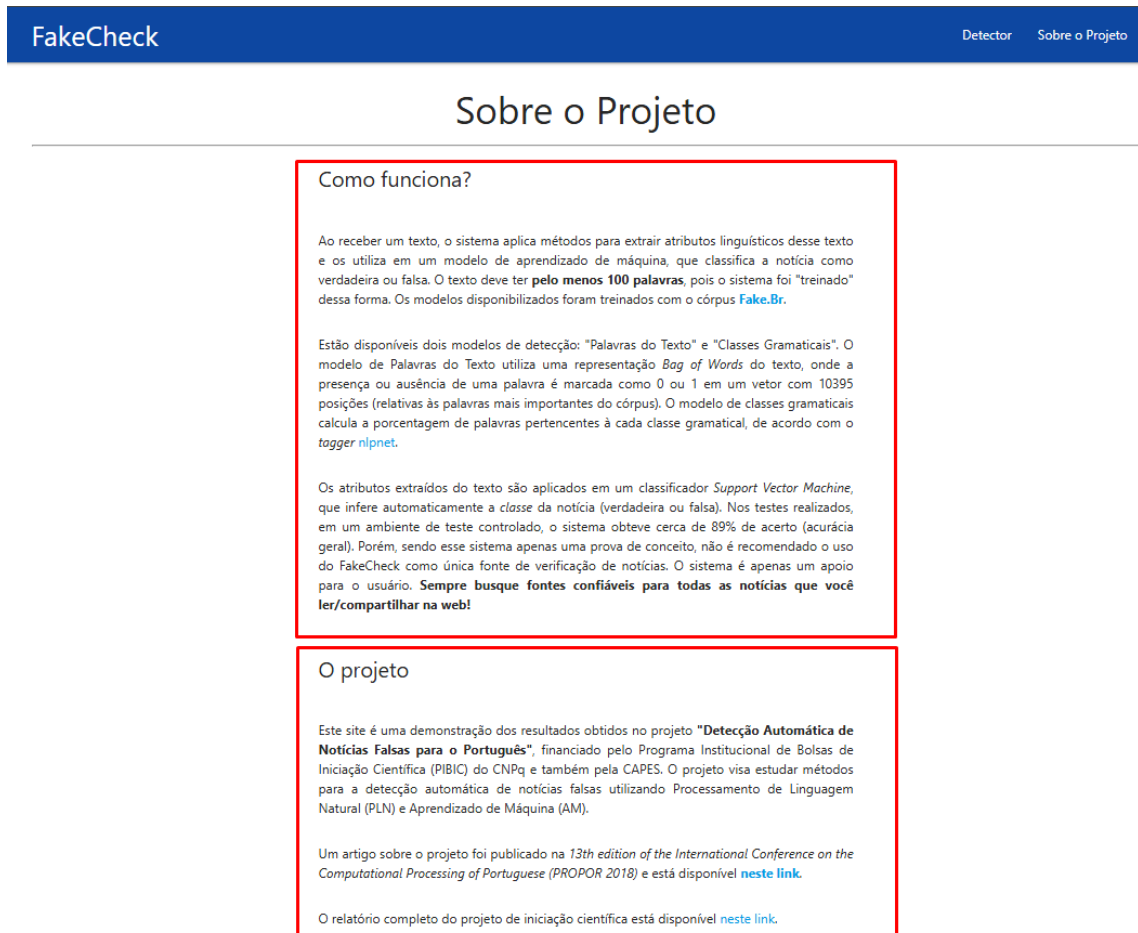 FakeCheck
Detector Sobre o Projeto
Sobre o Projeto
Como funciona?
Ao receber um texto, o sistema aplica métodos para extrair atributos linguísticos desse texto
e os utiliza em um modelo de aprendizado de máquina, que classifica a notícia como
verdadeira ou falsa. O texto deve ter pelo menos 100 palavras, pois o sistema foi "treinado"
dessa forma. Os modelos disponibilizados foram treinados com o córpus Fake.Br.
Estão disponíveis dois modelos de detecção: "Palavras do Texto" e "Classes Gramaticais". O
modelo de Palavras do Texto utiliza uma representação Bag of Words do texto, onde a
presença ou ausência de uma palavra é marcada como 0 ou 1 em um vetor com 10395
posições (relativas às palavras mais importantes do córpus). O modelo de classes gramaticais
calcula a porcentagem de palavras pertencentes à cada classe gramatical, de acordo com o
tagger nlpnet.
Os atributos extraídos do texto são aplicados em um classificador Support Vector Machine,
que infere automaticamente a classe da notícia (verdadeira ou falsa). Nos testes realizados,
em um ambiente de teste controlado, o sistema obteve cerca de 89% de acerto (acurácia
geral). Porém, sendo esse sistema apenas uma prova de conceito, não é recomendado o uso
do FakeCheck como única fonte de verificação de notícias. O sistema é apenas um apoio
para o usuário. Sempre busque fontes confiáveis para todas as notícias que você
ler/compartilhar na web!
O projeto
Este site é uma demonstração dos resultados obtidos no projeto "Detecção Automática de
Notícias Falsas para o Português", financiado pelo Programa Institucional de Bolsas de
Iniciação Científica (PIBIC) do CNPq e também pela CAPES. O projeto visa estudar métodos
para a detecção automática de notícias falsas utilizando Processamento de Linguagem
Natural (PLN) e Aprendizado de Máquina (AM).
Um artigo sobre o projeto foi publicado na 13th edition of the International Conference on the
Computational Processing of Portuguese (PROPOR 2018) e está disponível neste link.
O relatório completo do projeto de iniciação científica está disponível neste link.